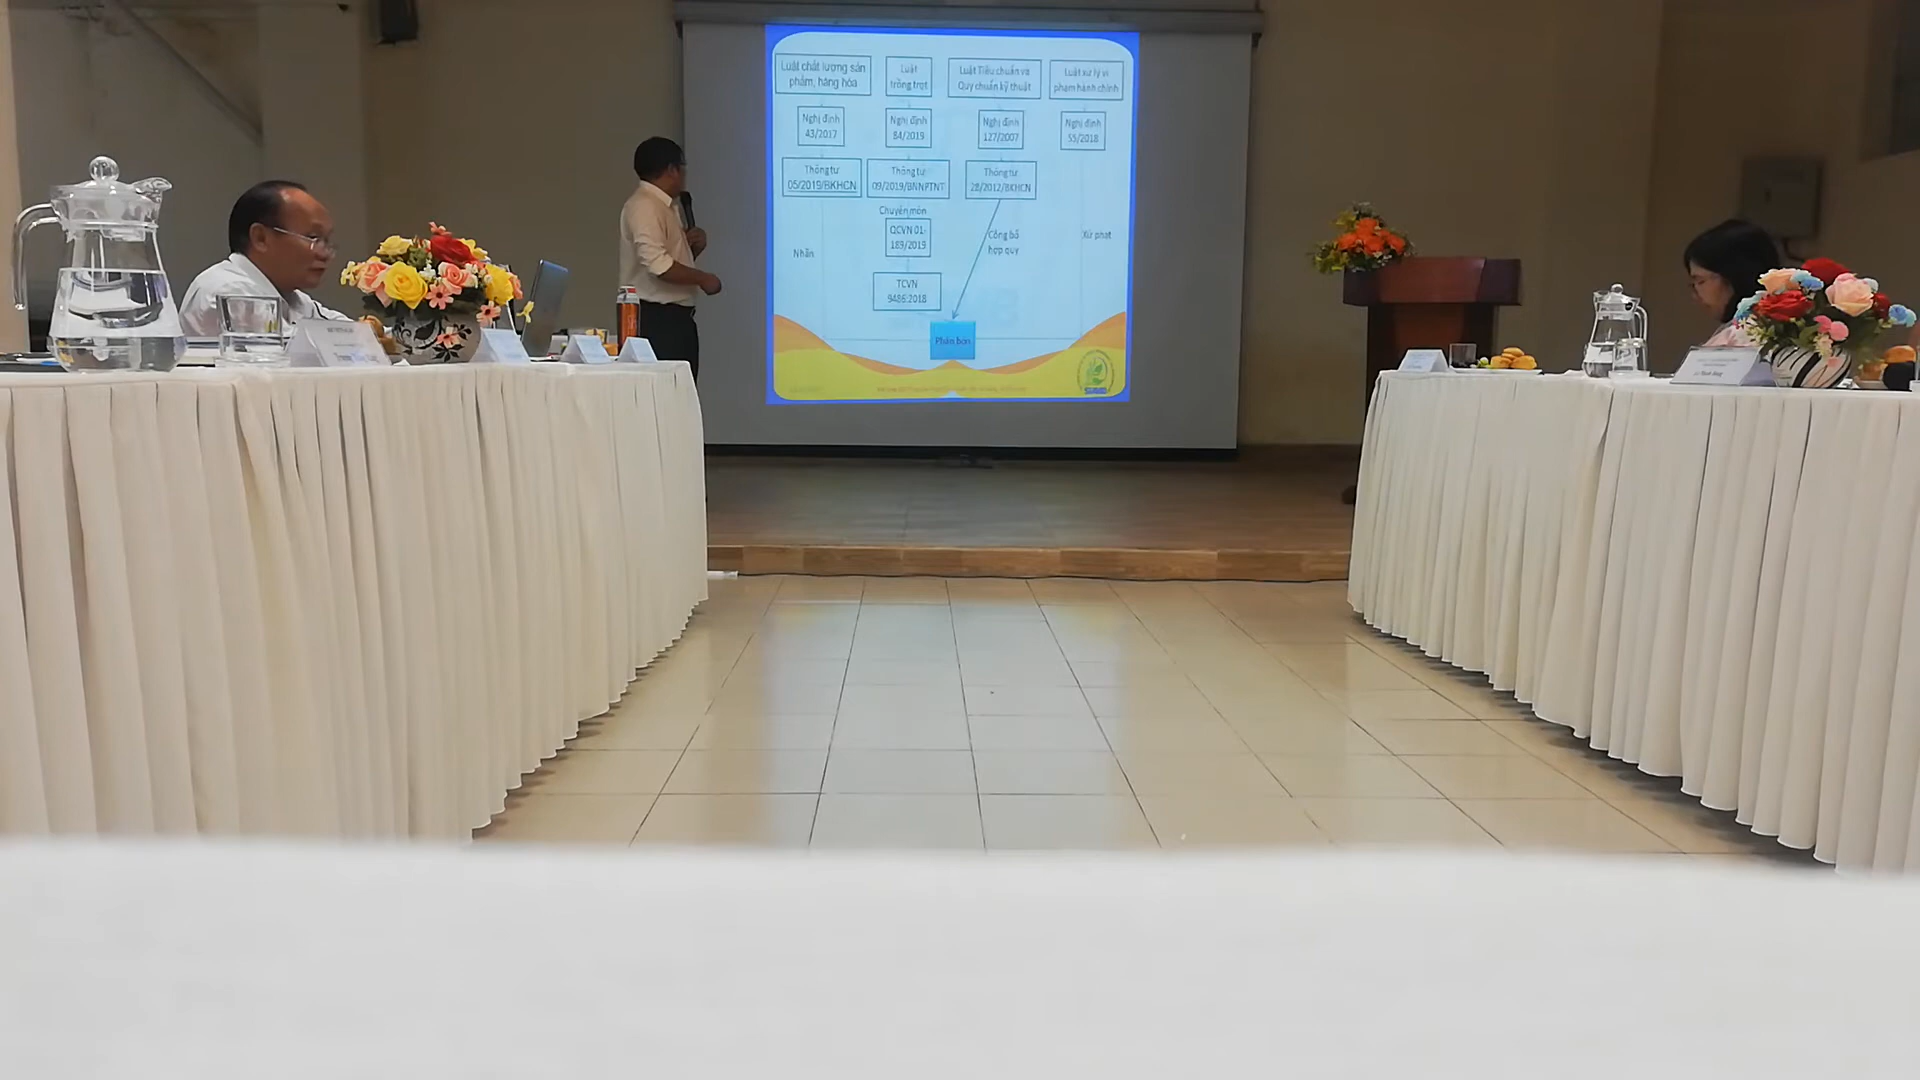 Luật chất lượng sản
phẩm, hàng hóa
Luật
trồng trọt
Luật Tiêu chuẩn và
Quy chuẩn kỹ thuật
Luật xử lý vi
phạm hành chính
Nghị định
43/2017
Nghị định
84/2019
Nghị định
127/2007
Nghị định
55/2018
Thông tư
05/2019/BKHCN
Thông tư
09/2019/BNNPTNT
Thông tư
28/2012/BKHCN
Chuyên môn
QCVN 01-
189/2019
Nhãn
Công bố
hợp quy
Xử phạt
TCVN
9486:2018
Phân bón